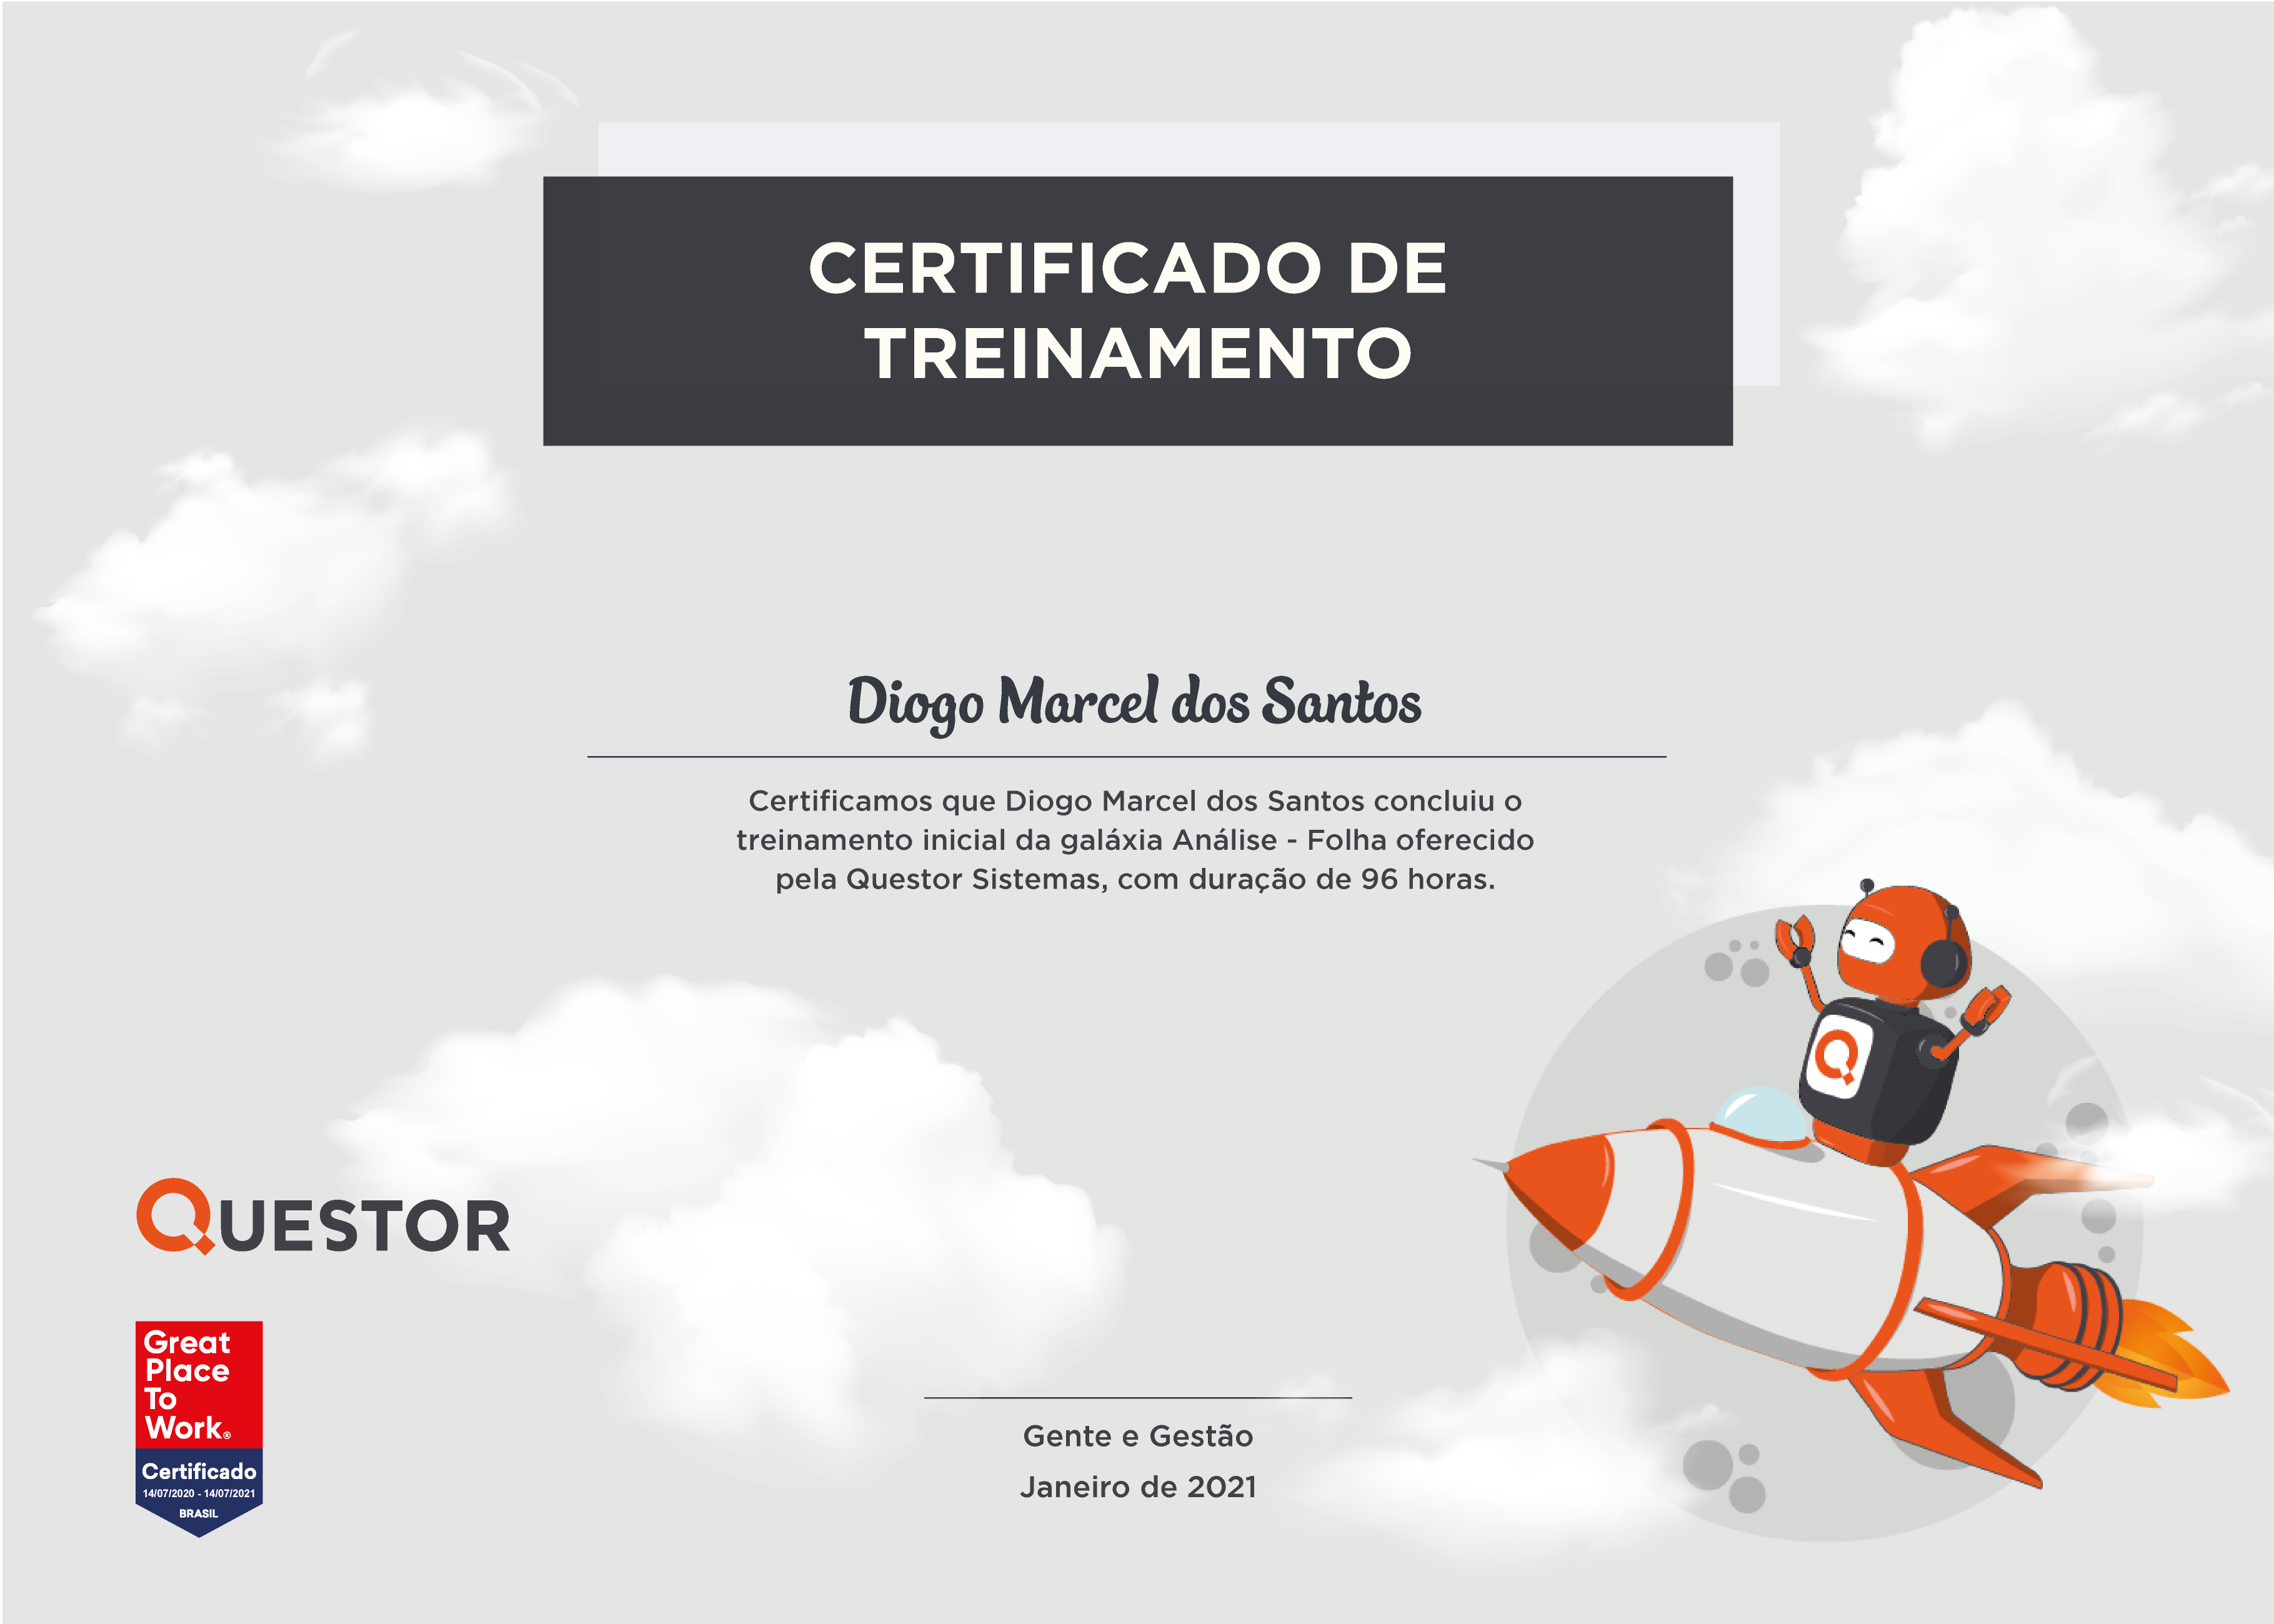 CERTIFICADO DE
TREINAMENTO
Diogo Marcel dos Santos
Certificamos que Diogo Marcel dos Santos concluiu o
treinamento inicial da galáxia Análise - Folha oferecido
pela Questor Sistemas, com duração de 96 horas.
QUESTOR
Great
Place
To
Work®
Certificado
14/07/2020 - 14/07/2021
BRASIL
Gente e Gestão
Janeiro de 2021
Q